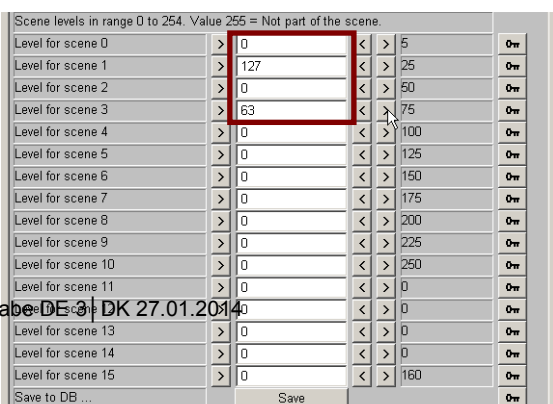 Scene levels in range 0 to 254. Value 255 = Not part of the scene.
Level for scene 0 > 0 < > 5
Level for scene 1 > 127 < > 25
Level for scene 2 > 0 < > 50
Level for scene 3 > 63 < > 75
Level for scene 4 > 0 < > 100
Level for scene 5 > 0 < > 125
Level for scene 6 > 0 < > 150
Level for scene 7 > 0 < > 175
Level for scene 8 > 0 < > 200
Level for scene 9 > 0 < > 225
Level for scene 10 > 0 < > 250
Level for scene 11 > 0 < > 0
Level for scene 12 > 0 < > 0
abe DE 3 | DK 27.01.2014
Level for scene 13 > 0 < > 0
Level for scene 14 > 0 < > 0
Level for scene 15 > 0 < > 160
Save to DB ... Save